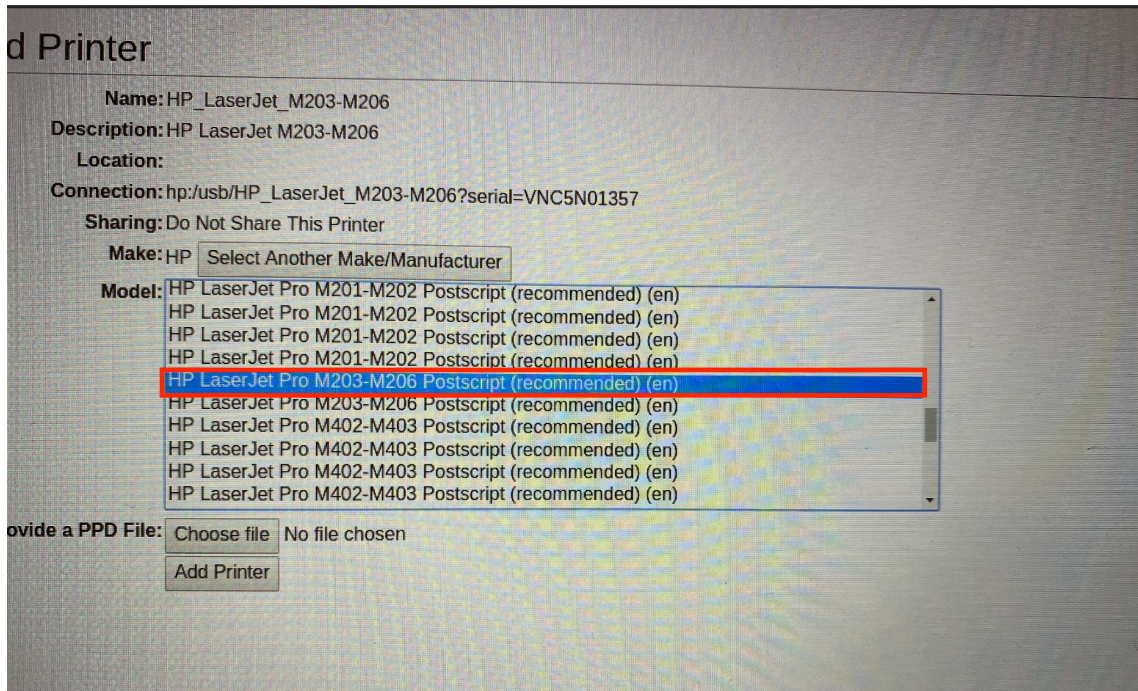 d Printer
Name: HP_LaserJet_M203-M206
Description: HP LaserJet M203-M206
Location:
Connection: hp:/usb/HP_LaserJet_M203-M206?serial=VNC5N01357
Sharing: Do Not Share This Printer
Make: HP Select Another Make/Manufacturer
Model: HP LaserJet Pro M201-M202 Postscript (recommended) (en)
HP LaserJet Pro M201-M202 Postscript (recommended) (en)
HP LaserJet Pro M201-M202 Postscript (recommended) (en)
HP LaserJet Pro M201-M202 Postscript (recommended) (en)
HP LaserJet Pro M203-M206 Postscript (recommended) (en)
HP LaserJet Pro M203-M206 Postscript (recommended) (en)
HP LaserJet Pro M402-M403 Postscript (recommended) (en)
HP LaserJet Pro M402-M403 Postscript (recommended) (en)
HP LaserJet Pro M402-M403 Postscript (recommended) (en)
HP LaserJet Pro M402-M403 Postscript (recommended) (en)
ovide a PPD File: Choose file No file chosen
Add Printer